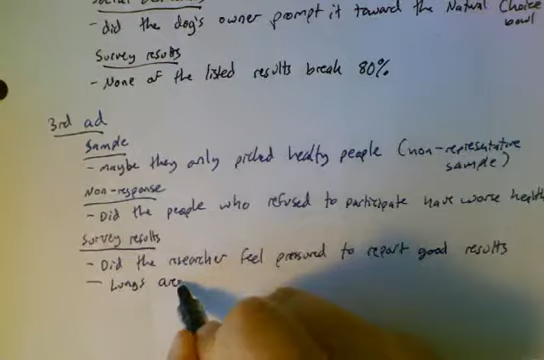 - Did the dog's owner prompt it toward the Natural Choice
bowl
Survey results
- None of the listed results break 80%
3rd ad
Sample
- maybe they only picked healty people (non-representative
sample)
Non-response
- Did the people who refused to participate have worse health
Survey results
- Did the researcher feel pressured to report good results
- Lungs are